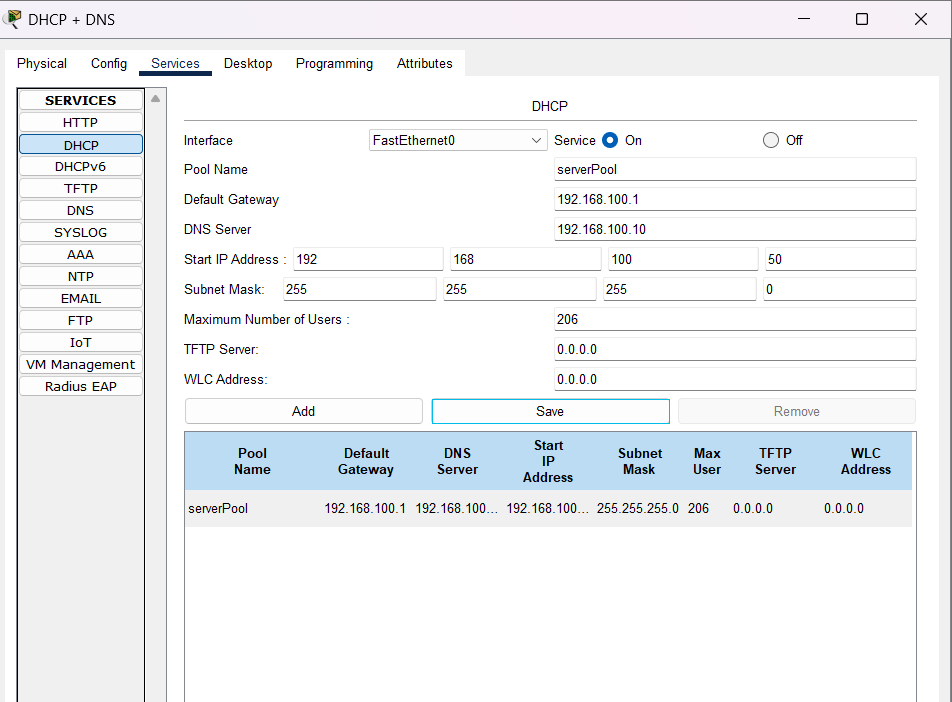 DHCP + DNS
Physical Config Services Desktop Programming Attributes
SERVICES
HTTP
DHCP
DHCPv6
TFTP
DNS
SYSLOG
AAA
NTP
EMAIL
FTP
IoT
VM Management
Radius EAP
DHCP
Interface FastEthernet0 Service On Off
Pool Name serverPool
Default Gateway 192.168.100.1
DNS Server 192.168.100.10
Start IP Address : 192 168 100 50
Subnet Mask: 255 255 255 0
Maximum Number of Users : 206
TFTP Server: 0.0.0.0
WLC Address: 0.0.0.0
Add Save Remove
Pool Name Default Gateway DNS Server Start IP Address Subnet Mask Max User TFTP Server WLC Address
serverPool 192.168.100.1 192.168.100... 192.168.100... 255.255.255.0 206 0.0.0.0 0.0.0.0